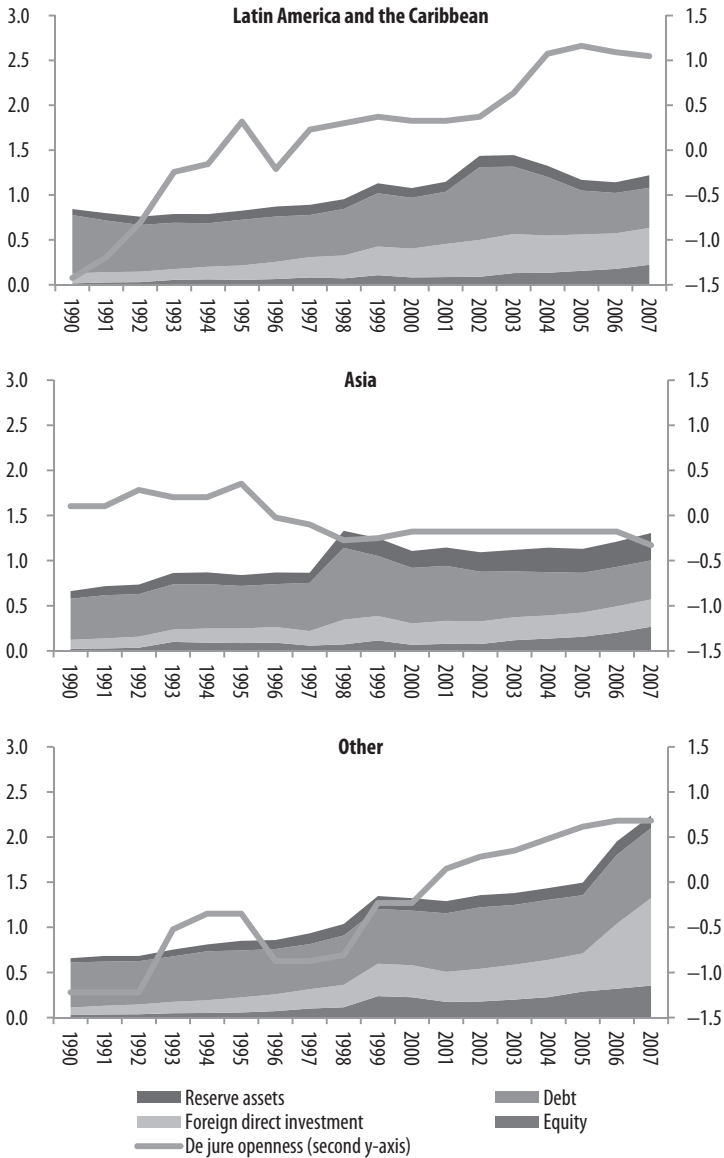 Latin America and the Caribbean
3.0 2.5 2.0 1.5 1.0 0.5 0.0
1.5 1.0 0.5 0.0 –0.5 –1.0 –1.5
1990 1991 1992 1993 1994 1995 1996 1997 1998 1999 2000 2001 2002 2003 2004 2005 2006 2007
Asia
3.0 2.5 2.0 1.5 1.0 0.5 0.0
1.5 1.0 0.5 0.0 –0.5 –1.0 –1.5
1990 1991 1992 1993 1994 1995 1996 1997 1998 1999 2000 2001 2002 2003 2004 2005 2006 2007
Other
3.0 2.5 2.0 1.5 1.0 0.5 0.0
1.5 1.0 0.5 0.0 –0.5 –1.0 –1.5
1990 1991 1992 1993 1994 1995 1996 1997 1998 1999 2000 2001 2002 2003 2004 2005 2006 2007
Reserve assets
Debt
Foreign direct investment
Equity
De jure openness (second y-axis)